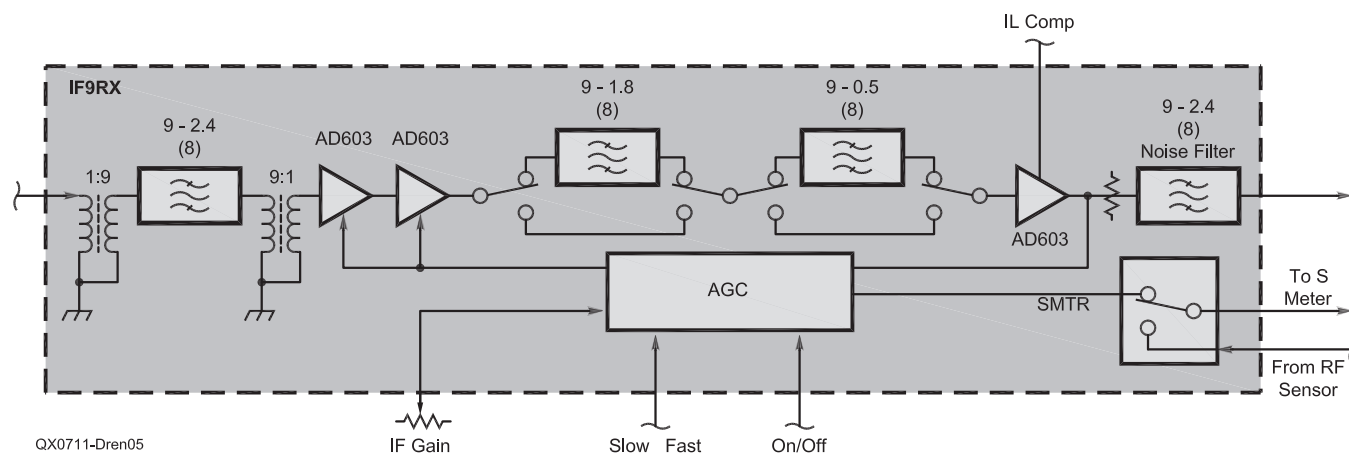 IL Comp
IF9RX
9 - 2.4
(8)
1:9
9:1
AD603
AD603
9 - 1.8
(8)
9 - 0.5
(8)
AD603
9 - 2.4
(8)
Noise Filter
AGC
SMTR
To S
Meter
From RF
Sensor
IF Gain
Slow Fast
On/Off
QX0711-Dren05